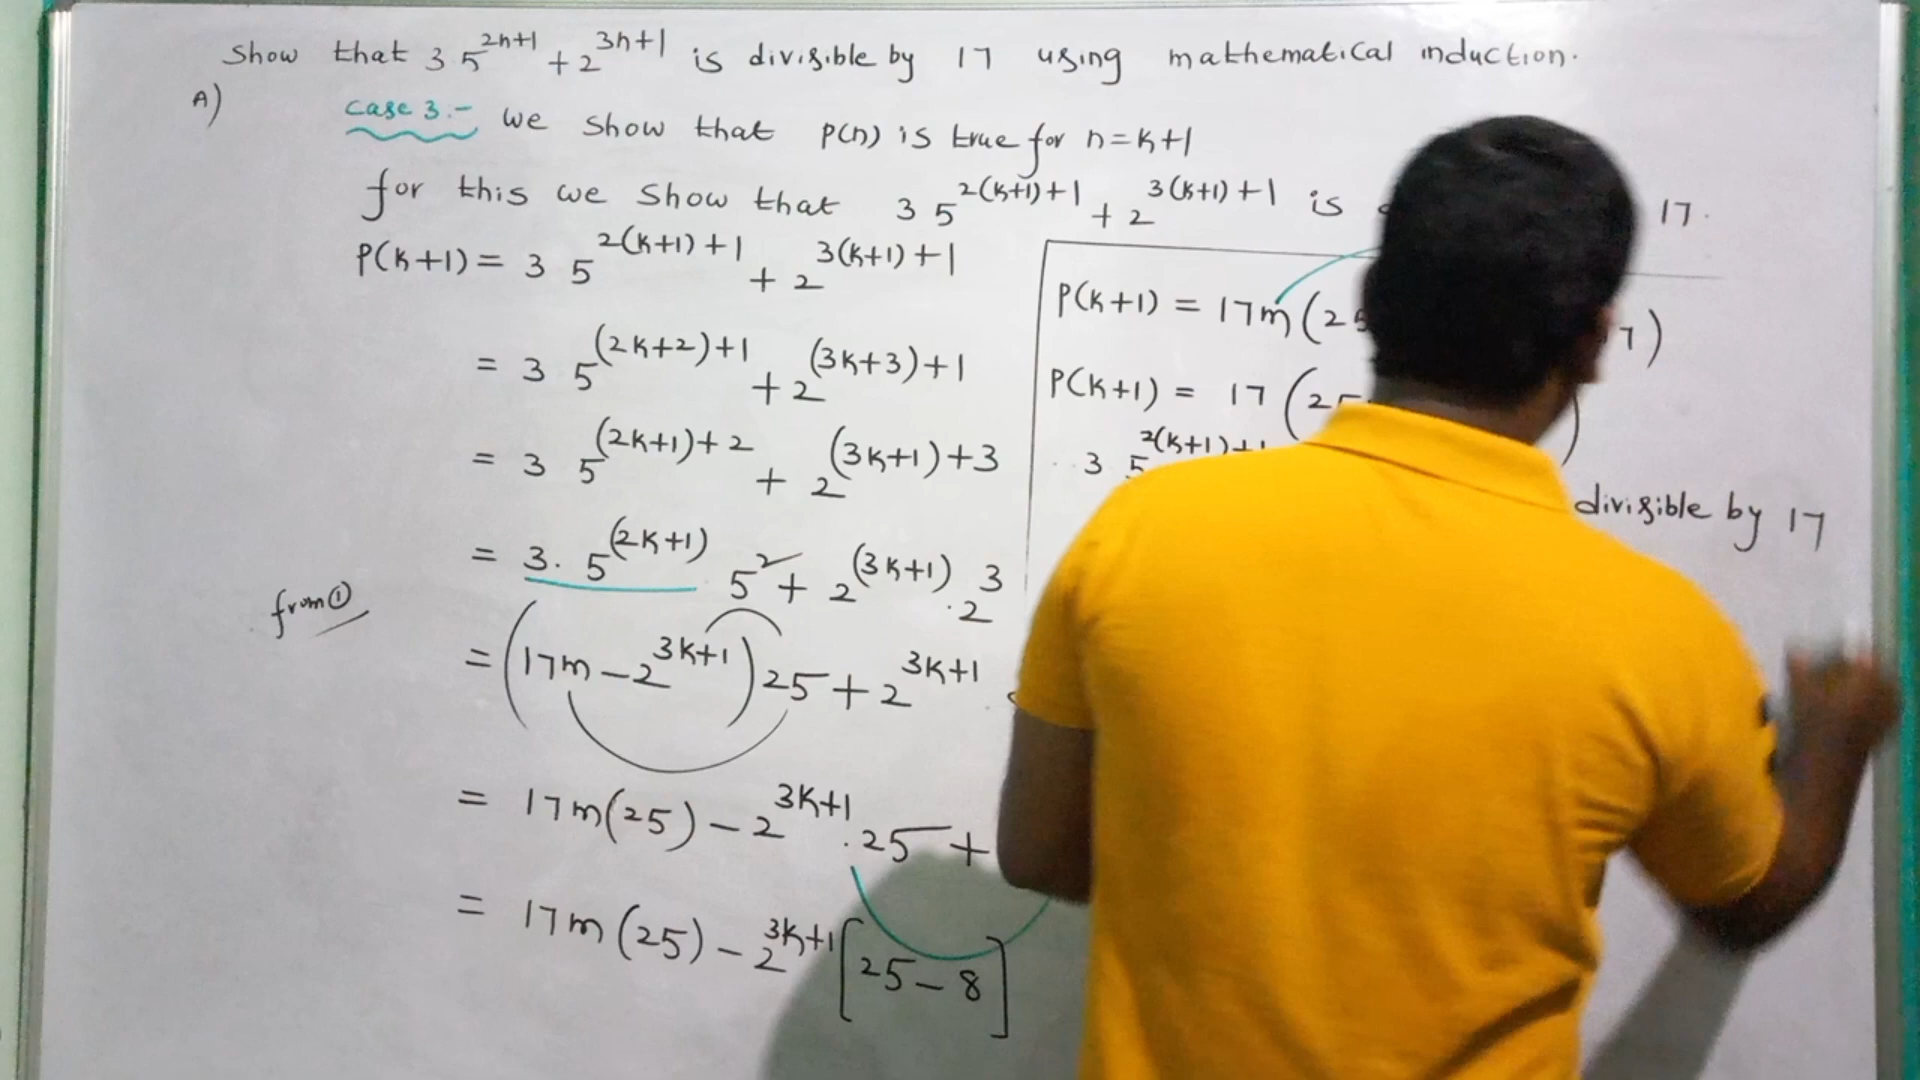 Show that 3 5^{2n+1} + 2^{3n+1} is divisible by 17 using mathematical induction.
A)
Case 3:- We show that P(n) is true for n=k+1
for this we show that 3 5^{2(k+1)+1} + 2^{3(k+1)+1} is 17.
P(k+1) = 3 5^{2(k+1)+1} + 2^{3(k+1)+1}
= 3 5^{(2k+2)+1} + 2^{(3k+3)+1}
= 3 5^{(2k+1)+2} + 2^{(3k+1)+3}
= 3. 5^{(2k+1)} 5^2 + 2^{(3k+1)} . 2^3
from ①
= (17m - 2^{3k+1}) 25 + 2^{3k+1}
= 17m(25) - 2^{3k+1} . 25 +
= 17m(25) - 2^{3k+1} [25 - 8]
P(k+1) = 17m(25 7)
P(k+1) = 17 (25 )
3 5^{2(k+1)+1}
divisible by 17